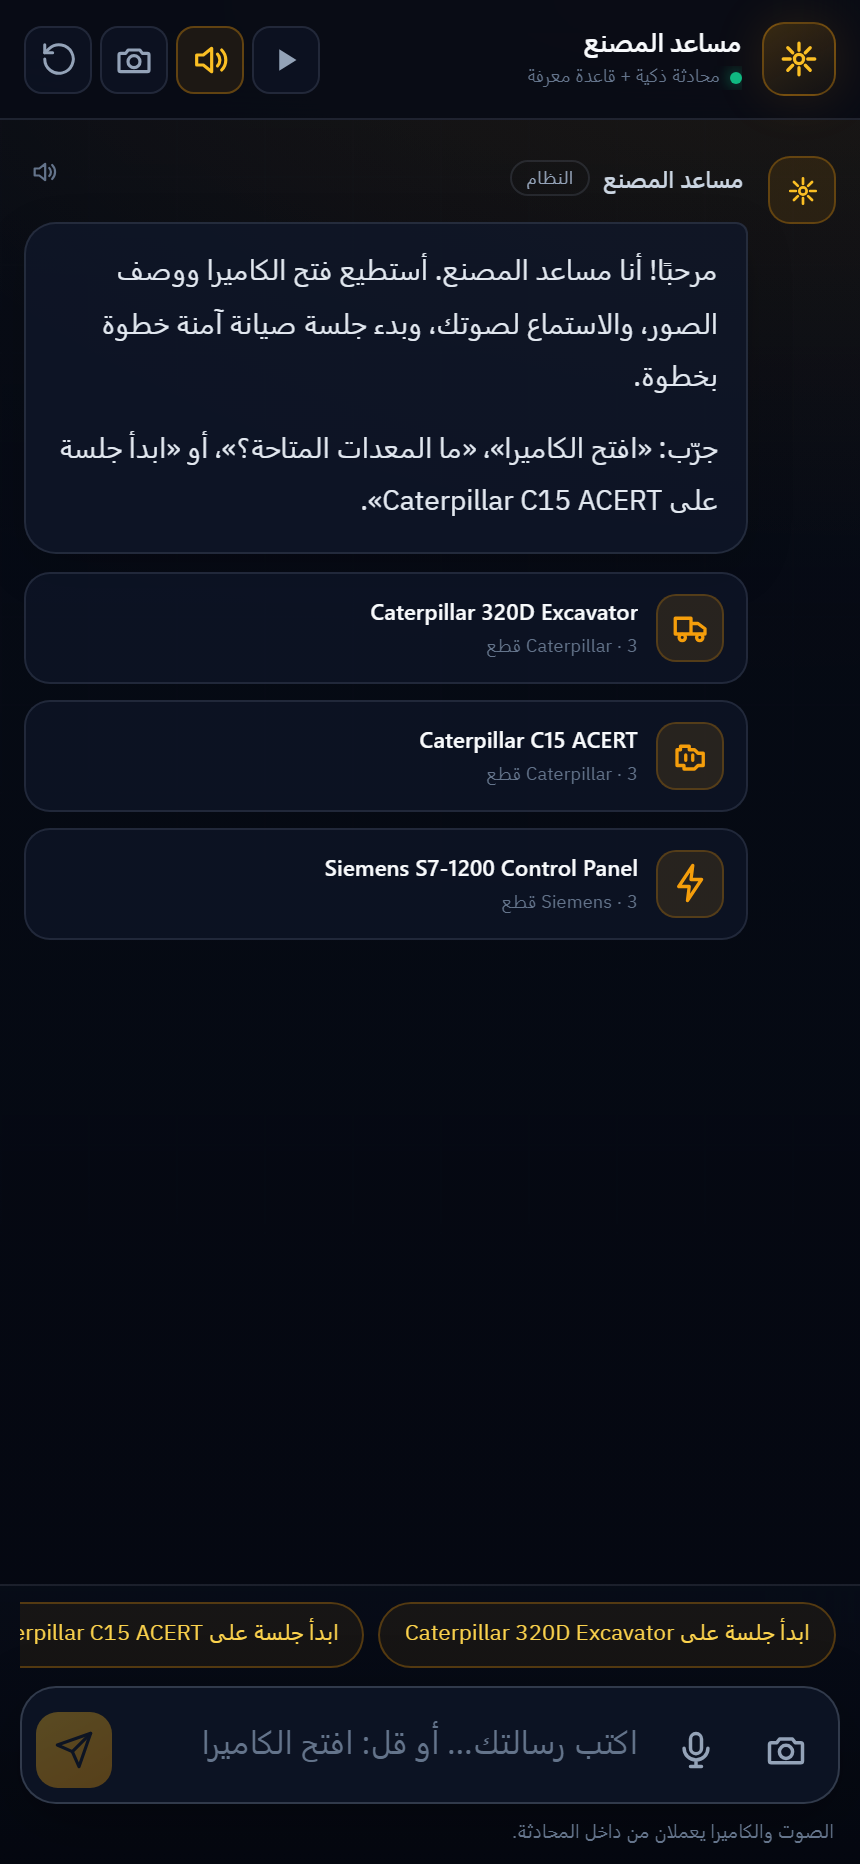 مساعد المصنع
محادثة ذكية + قاعدة معرفة
مساعد المصنع
النظام
مرحبًا! أنا مساعد المصنع. أستطيع فتح الكاميرا ووصف
الصور، والاستماع لصوتك، وبدء جلسة صيانة آمنة خطوة
بخطوة.
جرّب: «افتح الكاميرا»، «ما المعدات المتاحة؟»، أو «ابدأ جلسة
على Caterpillar C15 ACERT».
Caterpillar 320D Excavator
Caterpillar · 3 قطع
Caterpillar C15 ACERT
Caterpillar · 3 قطع
Siemens S7-1200 Control Panel
Siemens · 3 قطع
ابدأ جلسة على Caterpillar 320D Excavator
ابدأ جلسة على erpillar C15 ACERT
اكتب رسالتك... أو قل: افتح الكاميرا
الصوت والكاميرا يعملان من داخل المحادثة.